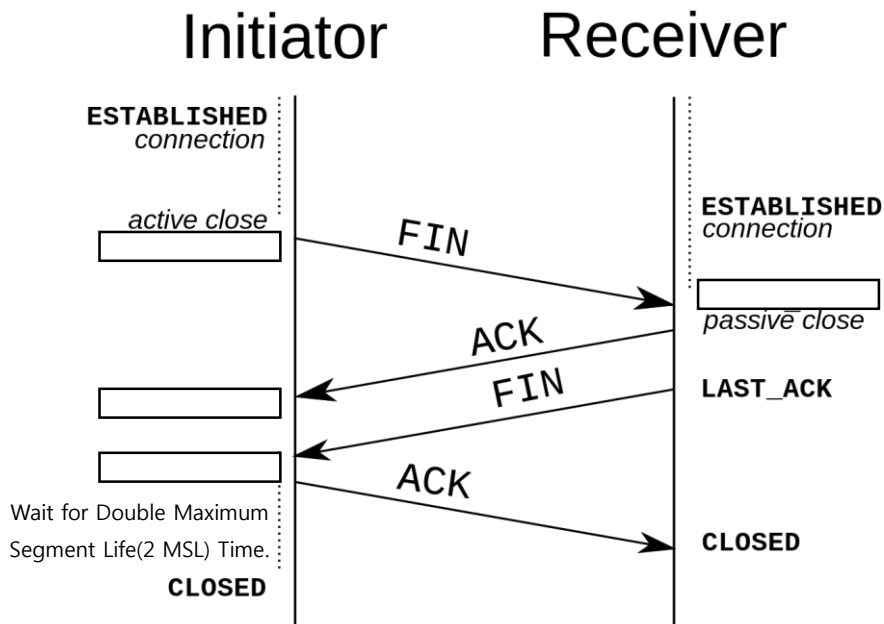 Initiator
Receiver
ESTABLISHED
connection
active close
FIN
ESTABLISHED
connection
passive close
ACK
FIN
LAST_ACK
ACK
Wait for Double Maximum
Segment Life(2 MSL) Time.
CLOSED
CLOSED